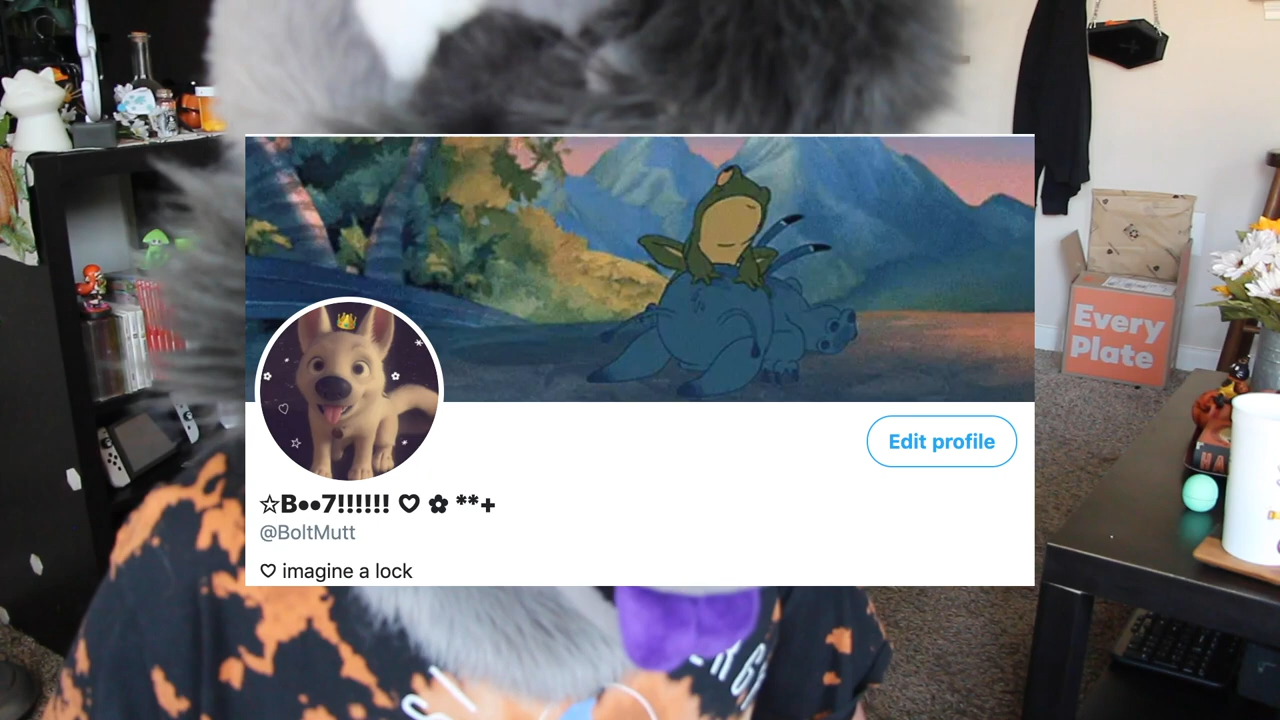 Every
Plate
Edit profile
☆B••7!!!!!! ♡ ✿ **+
@BoltMutt
♡ imagine a lock